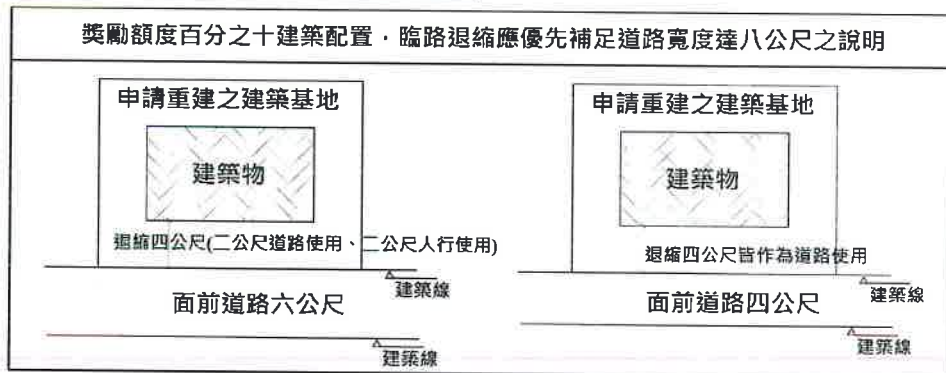 獎勵額度百分之十建築配置，臨路退縮應優先補足道路寬度達八公尺之說明
申請重建之建築基地
建築物
退縮四公尺(二公尺道路使用、二公尺人行使用)
建築線
面前道路六公尺
建築線
申請重建之建築基地
建築物
退縮四公尺皆作為道路使用
建築線
面前道路四公尺
建築線